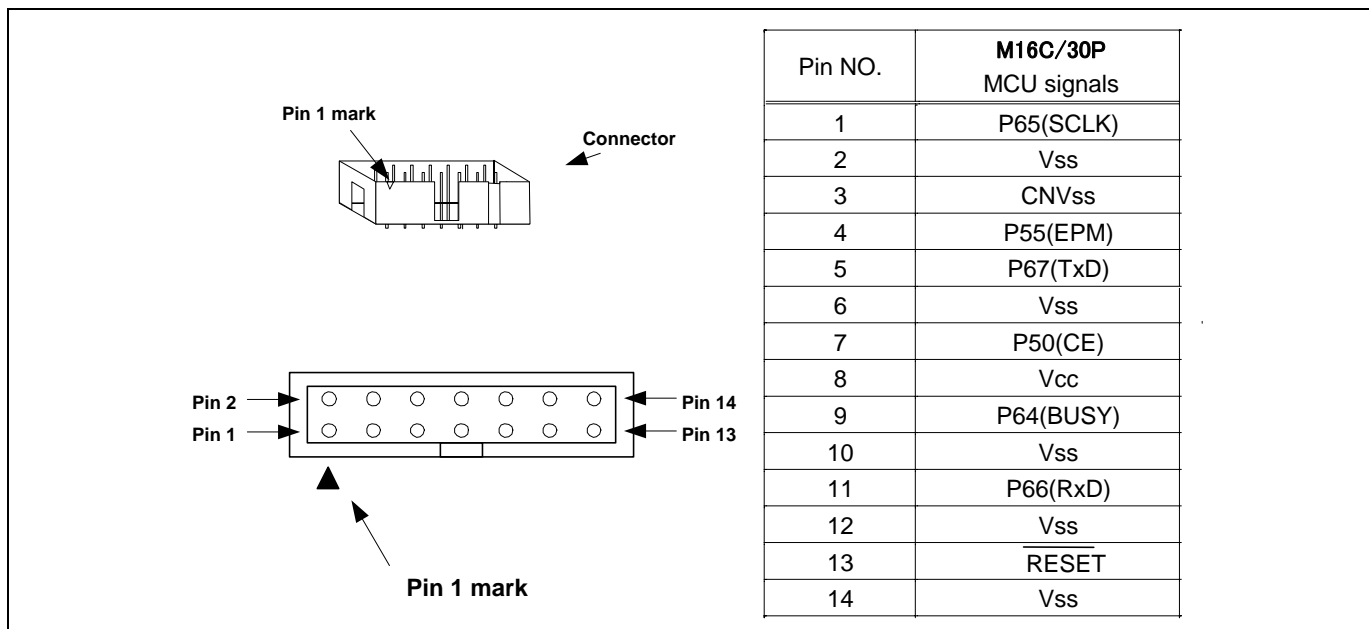 Pin 1 mark
Connector
Pin 2
Pin 14
Pin 1
Pin 13
Pin 1 mark
Pin NO. M16C/30P MCU signals
1 P65(SCLK)
2 Vss
3 CNVss
4 P55(EPM)
5 P67(TxD)
6 Vss
7 P50(CE)
8 Vcc
9 P64(BUSY)
10 Vss
11 P66(RxD)
12 Vss
13 RESET
14 Vss